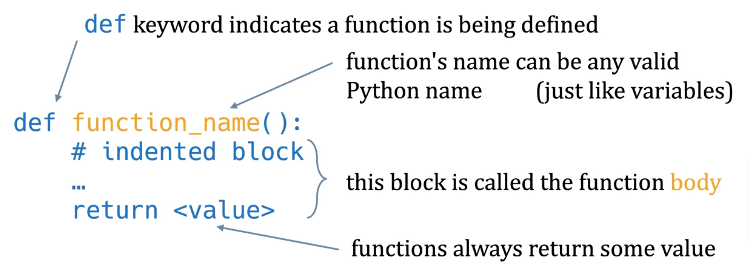 def keyword indicates a function is being defined
function's name can be any valid
Python name (just like variables)
def function_name():
# indented block
…
return <value>
this block is called the function body
functions always return some value